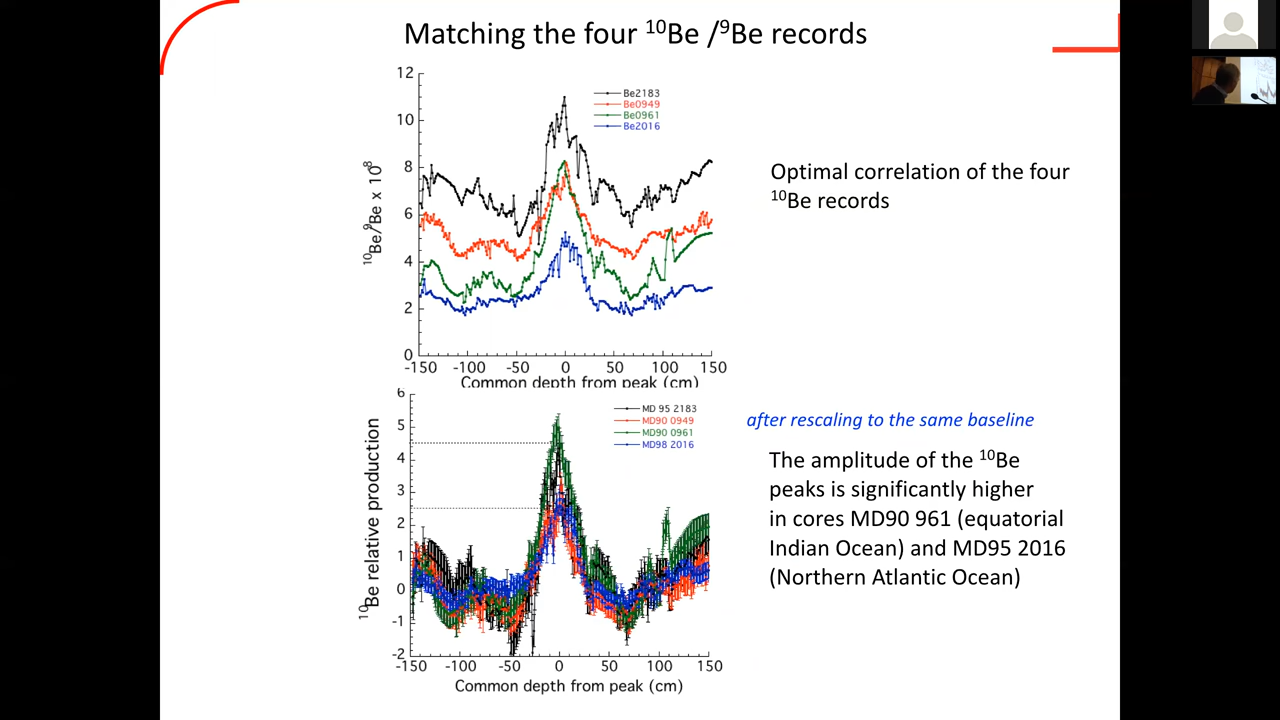 Matching the four ¹⁰Be /⁹Be records
12
10
8
6
4
2
0
¹⁰Be/⁹Be x 10⁸
Be2183
Be0949
Be0961
Be2016
-150 -100 -50 0 50 100 150
Common depth from peak (cm)
Optimal correlation of the four
¹⁰Be records
6
5
4
3
2
1
0
-1
-2
¹⁰Be relative production
MD 95 2183
MD90 0949
MD90 0961
MD98 2016
-150 -100 -50 0 50 100 150
Common depth from peak (cm)
after rescaling to the same baseline
The amplitude of the ¹⁰Be
peaks is significantly higher
in cores MD90 961 (equatorial
Indian Ocean) and MD95 2016
(Northern Atlantic Ocean)